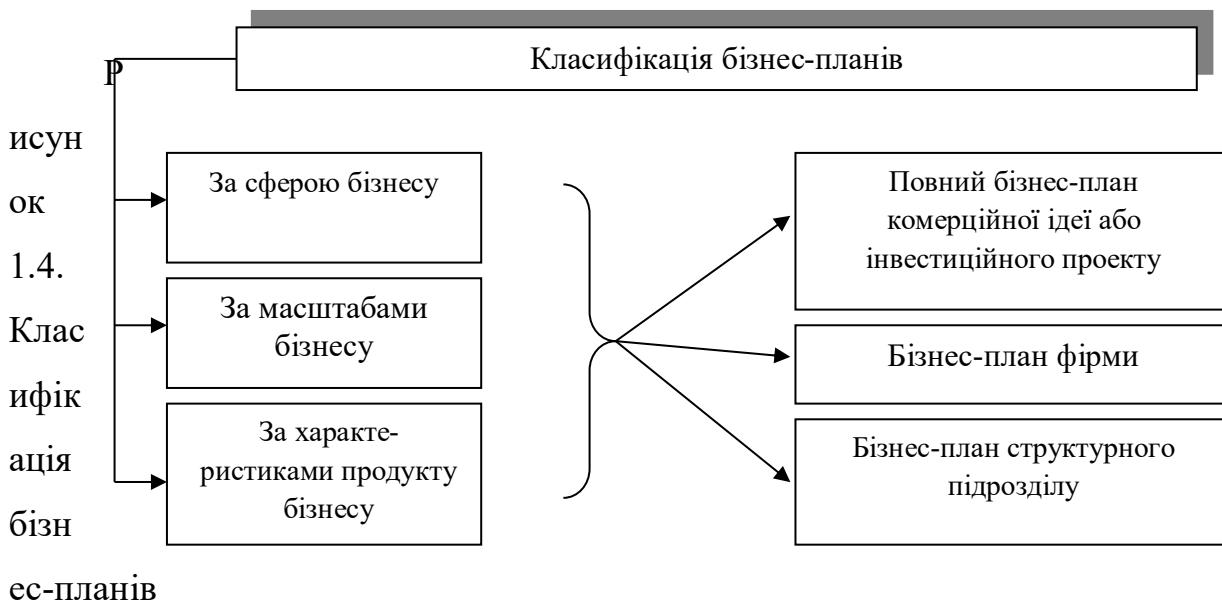 Класифікація бізнес-планів
Р
исун
ок
1.4.
Клас
ифік
ація
бізн
ес-планів
За сферою бізнесу
За масштабами
бізнесу
За характе-
ристиками продукту
бізнесу
Повний бізнес-план
комерційної ідеї або
інвестиційного проекту
Бізнес-план фірми
Бізнес-план структурного
підрозділу